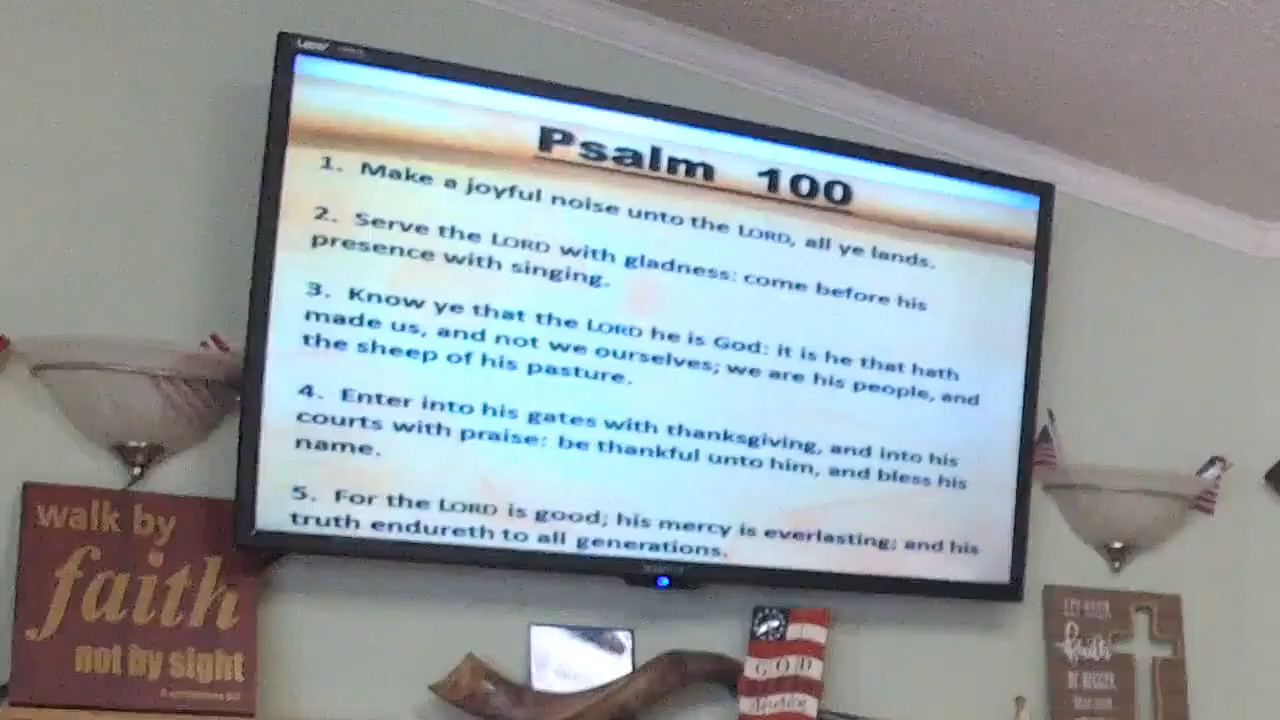 Psalm 100
1. Make a joyful noise unto the LORD, all ye lands.
2. Serve the LORD with gladness: come before his
presence with singing.
3. Know ye that the LORD he is God: it is he that hath
made us, and not we ourselves; we are his people, and
the sheep of his pasture.
4. Enter into his gates with thanksgiving, and into his
courts with praise: be thankful unto him, and bless his
name.
5. For the LORD is good; his mercy is everlasting; and his
truth endureth to all generations.
walk by
faith
not by sight
GOD